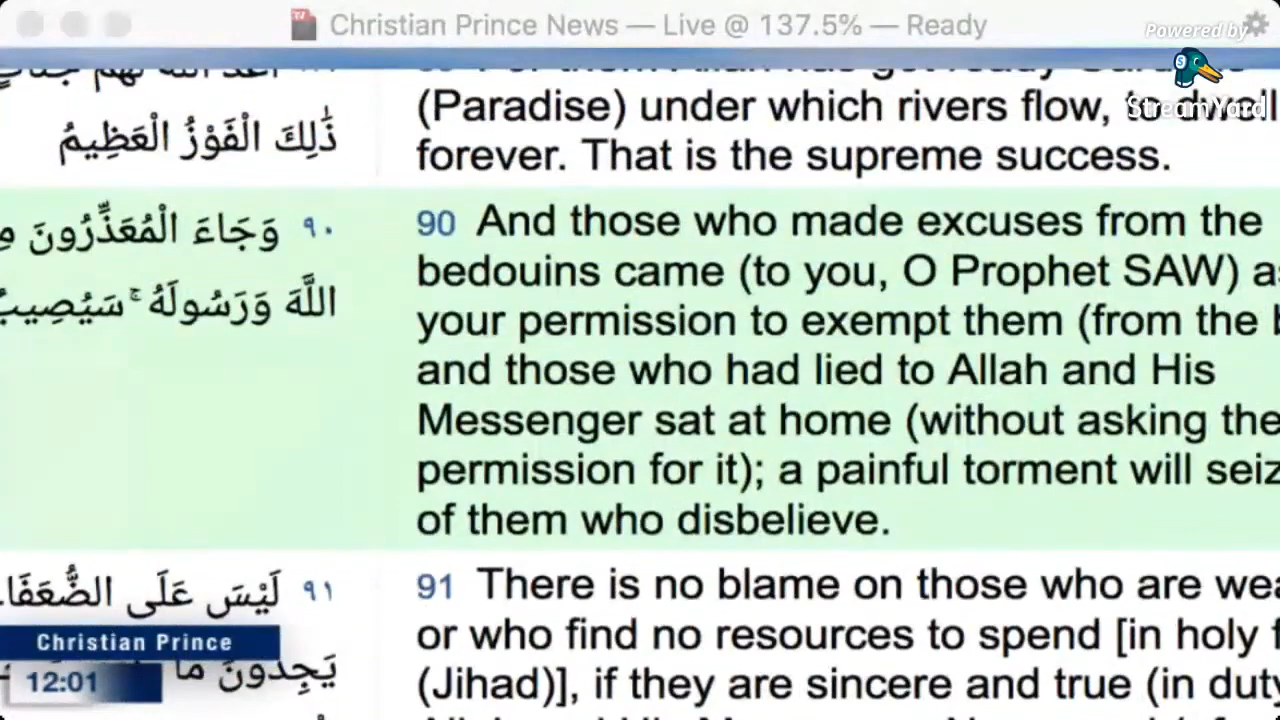 Christian Prince News — Live @ 137.5% — Ready
Powered by
StreamYard
(Paradise) under which rivers flow, to dwell
forever. That is the supreme success.
ذَٰلِكَ الْفَوْزُ الْعَظِيمُ
٩٠ وَجَاءَ الْمُعَذِّرُونَ
اللَّهَ وَرَسُولَهُ ۚ سَيُصِيبُ
90 And those who made excuses from the
bedouins came (to you, O Prophet SAW)
your permission to exempt them (from the
and those who had lied to Allah and His
Messenger sat at home (without asking the
permission for it); a painful torment will
of them who disbelieve.
٩١ لَيْسَ عَلَى
يَجِدُونَ مَا
91 There is no blame on those who are
or who find no resources to spend [in holy
(Jihad)], if they are sincere and true (in
Christian Prince
12:01